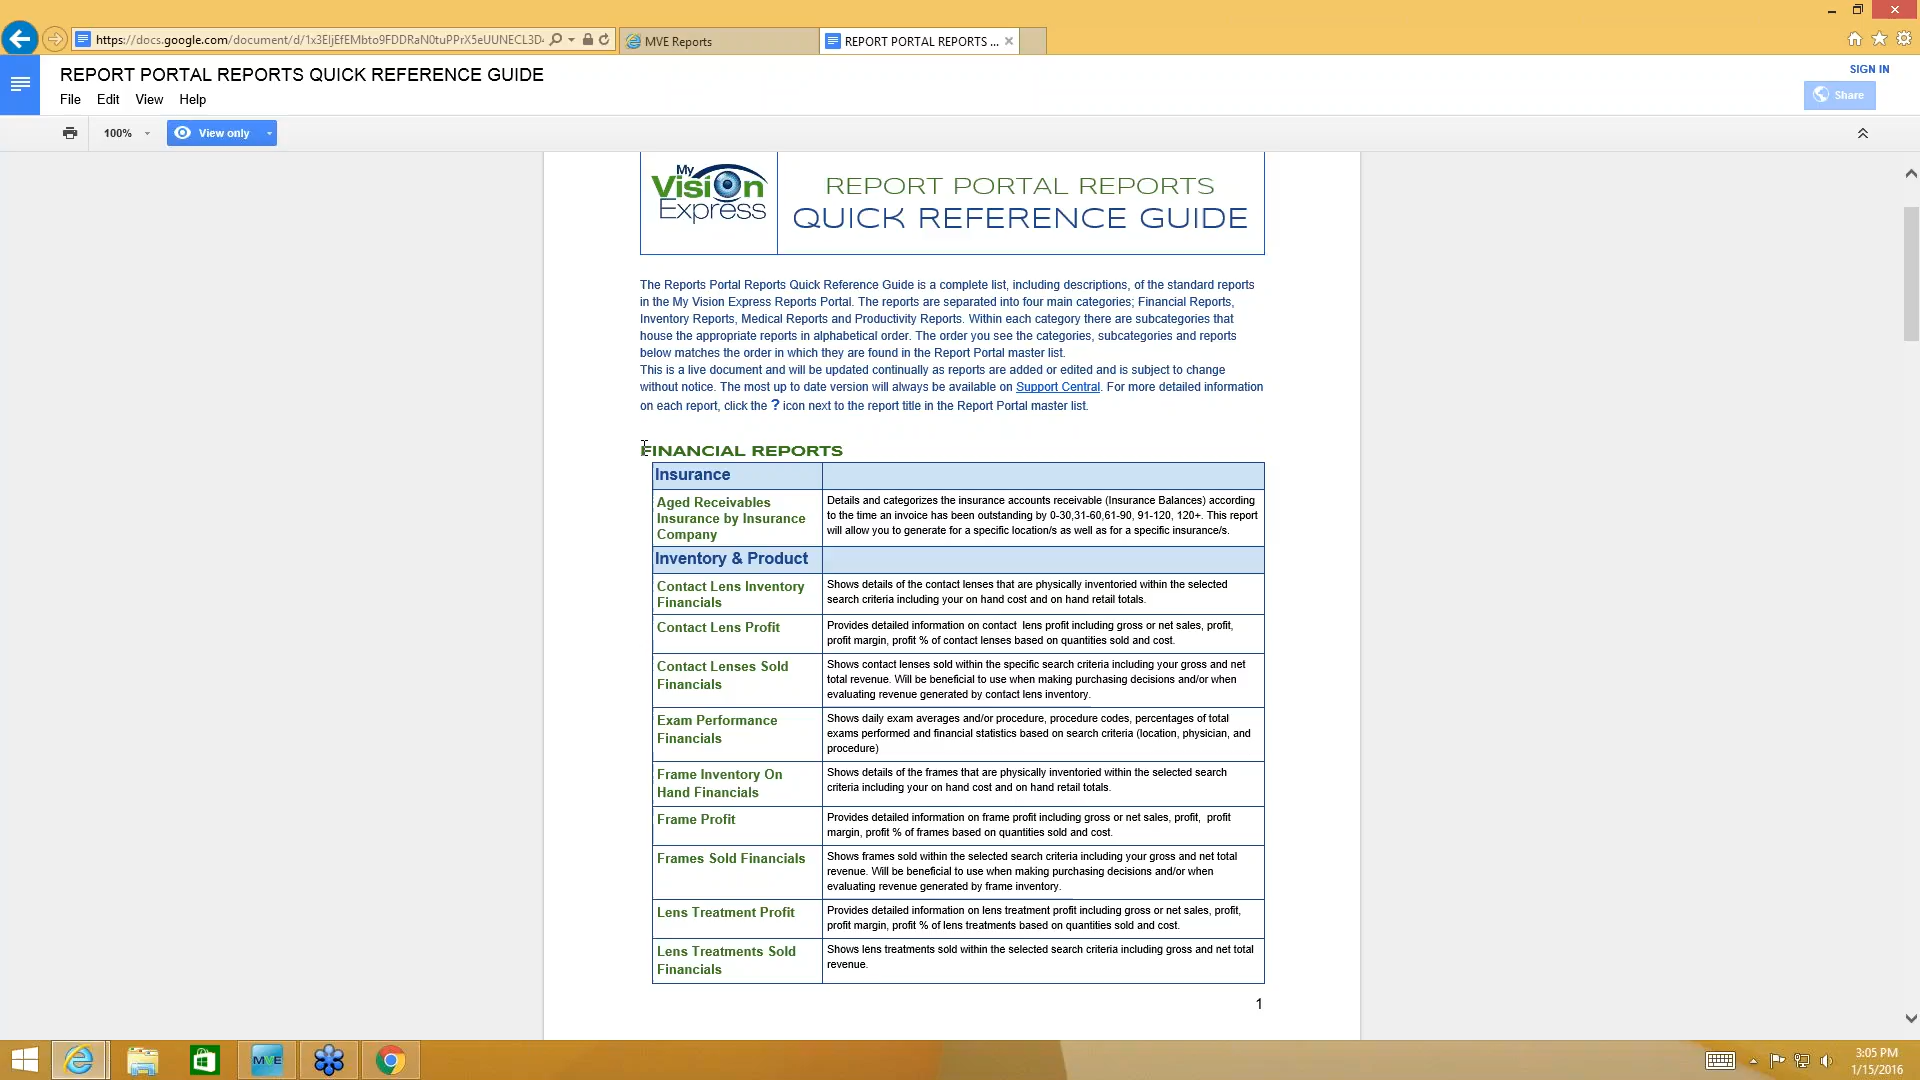 https://docs.google.com/document/d/1x3EljEfEMbto9FDDRaN0tuPPrX5eUUNECL3D
MVE Reports
REPORT PORTAL REPORTS ...
REPORT PORTAL REPORTS QUICK REFERENCE GUIDE
SIGN IN
File Edit View Help
Share
100%
View only
My Vision Express
REPORT PORTAL REPORTS
QUICK REFERENCE GUIDE
The Reports Portal Reports Quick Reference Guide is a complete list, including descriptions, of the standard reports
in the My Vision Express Reports Portal. The reports are separated into four main categories; Financial Reports,
Inventory Reports, Medical Reports and Productivity Reports. Within each category there are subcategories that
house the appropriate reports in alphabetical order. The order you see the categories, subcategories and reports
below matches the order in which they are found in the Report Portal master list.
This is a live document and will be updated continually as reports are added or edited and is subject to change
without notice. The most up to date version will always be available on Support Central. For more detailed information
on each report, click the ? icon next to the report title in the Report Portal master list.
FINANCIAL REPORTS
Insurance
Aged Receivables
Insurance by Insurance
Company
Details and categorizes the insurance accounts receivable (Insurance Balances) according
to the time an invoice has been outstanding by 0-30,31-60,61-90, 91-120, 120+. This report
will allow you to generate for a specific location/s as well as for a specific insurance/s.
Inventory & Product
Contact Lens Inventory
Financials
Shows details of the contact lenses that are physically inventoried within the selected
search criteria including your on hand cost and on hand retail totals.
Contact Lens Profit
Provides detailed information on contact lens profit including gross or net sales, profit,
profit margin, profit % of contact lenses based on quantities sold and cost.
Contact Lenses Sold
Financials
Shows contact lenses sold within the specific search criteria including your gross and net
total revenue. Will be beneficial to use when making purchasing decisions and/or when
evaluating revenue generated by contact lens inventory.
Exam Performance
Financials
Shows daily exam averages and/or procedure, procedure codes, percentages of total
exams performed and financial statistics based on search criteria (location, physician, and
procedure)
Frame Inventory On
Hand Financials
Shows details of the frames that are physically inventoried within the selected search
criteria including your on hand cost and on hand retail totals.
Frame Profit
Provides detailed information on frame profit including gross or net sales, profit, profit
margin, profit % of frames based on quantities sold and cost.
Frames Sold Financials
Shows frames sold within the selected search criteria including your gross and net total
revenue. Will be beneficial to use when making purchasing decisions and/or when
evaluating revenue generated by frame inventory.
Lens Treatment Profit
Provides detailed information on lens treatment profit including gross or net sales, profit,
profit margin, profit % of lens treatments based on quantities sold and cost.
Lens Treatments Sold
Financials
Shows lens treatments sold within the selected search criteria including gross and net total
revenue.
1
MVE
3:05 PM
1/15/2016